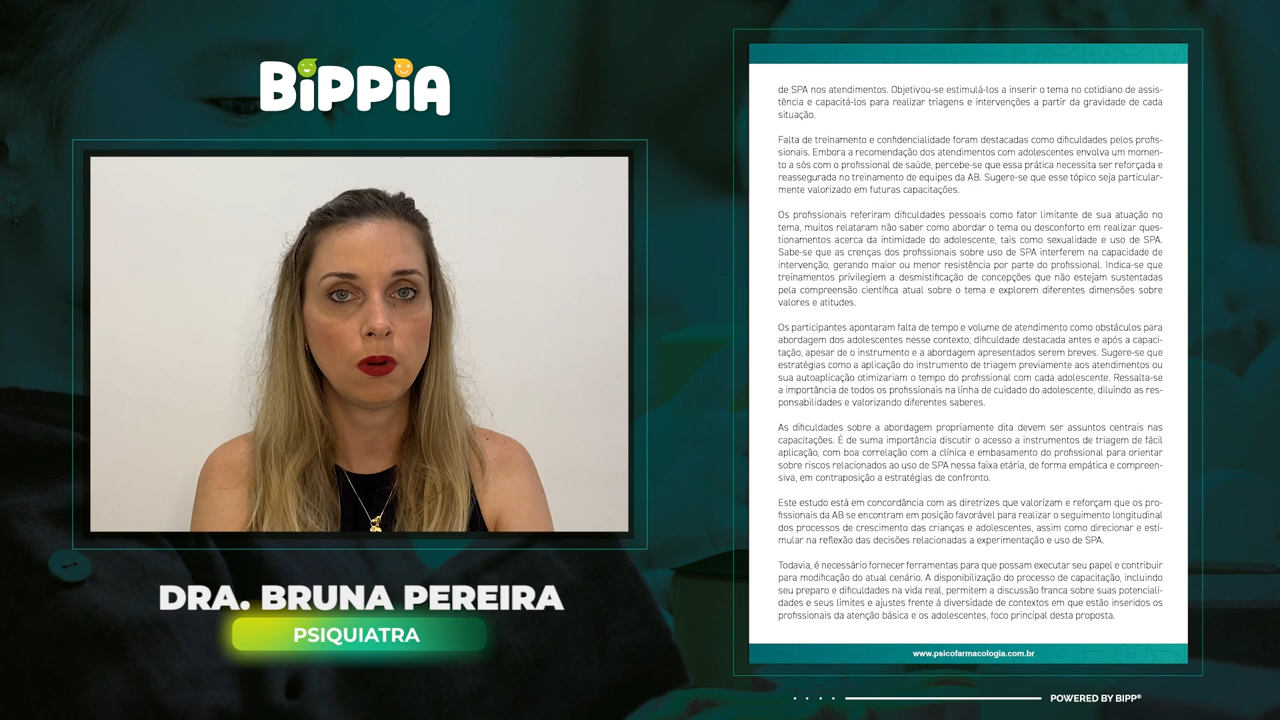 BIPPIA
DRA. BRUNA PEREIRA
PSIQUIATRA
de SPA nos atendimentos. Objetivou-se estimulá-los a inserir o tema no cotidiano de assis-
tência e capacitá-los para realizar triagens e intervenções a partir da gravidade de cada
situação.
Falta de treinamento e confidencialidade foram destacadas como dificuldades pelos profis-
sionais. Embora a recomendação dos atendimentos com adolescentes envolva um momen-
to a sós com o profissional de saúde, percebe-se que essa prática necessita ser reforçada e
reassegurada no treinamento de equipes da AB. Sugere-se que esse tópico seja particular-
mente valorizado em futuras capacitações.
Os profissionais referiram dificuldades pessoais como fator limitante de sua atuação no
tema, muitos relataram não saber como abordar o tema ou desconforto em realizar ques-
tionamentos acerca da intimidade do adolescente, tais como sexualidade e uso de SPA.
Sabe-se que as crenças dos profissionais sobre uso de SPA interferem na capacidade de
intervenção, gerando maior ou menor resistência por parte do profissional. Indica-se que
treinamentos privilegiem a desmistificação de concepções que não estejam sustentadas
pela compreensão científica atual sobre o tema e explorem diferentes dimensões sobre
valores e atitudes.
Os participantes apontaram falta de tempo e volume de atendimento como obstáculos para
abordagem dos adolescentes nesse contexto; dificuldade destacada antes e após a capaci-
tação, apesar de o instrumento e a abordagem apresentados serem breves. Sugere-se que
estratégias como a aplicação do instrumento de triagem previamente aos atendimentos ou
sua autoaplicação otimizariam o tempo do profissional com cada adolescente. Ressalta-se
a importância de todos os profissionais na linha de cuidado do adolescente, diluindo as res-
ponsabilidades e valorizando diferentes saberes.
As dificuldades sobre a abordagem propriamente dita devem ser assuntos centrais nas
capacitações. É de suma importância discutir o acesso a instrumentos de triagem de fácil
aplicação, com boa correlação com a clínica e embasamento do profissional para orientar
sobre riscos relacionados ao uso de SPA nessa faixa etária, de forma empática e compreen-
siva, em contraposição a estratégias de confronto.
Este estudo está em concordância com as diretrizes que valorizam e reforçam que os pro-
fissionais da AB se encontram em posição favorável para realizar o seguimento longitudinal
dos processos de crescimento das crianças e adolescentes, assim como direcionar e esti-
mular na reflexão das decisões relacionadas a experimentação e uso de SPA.
Todavia, é necessário fornecer ferramentas para que possam executar seu papel e contribuir
para modificação do atual cenário. A disponibilização do processo de capacitação, incluindo
seu preparo e dificuldades na vida real, permitem a discussão franca sobre suas potenciali-
dades e seus limites e ajustes frente à diversidade de contextos em que estão inseridos os
profissionais da atenção básica e os adolescentes, foco principal desta proposta.
www.psicofarmacologia.com.br
POWERED BY BIPP®